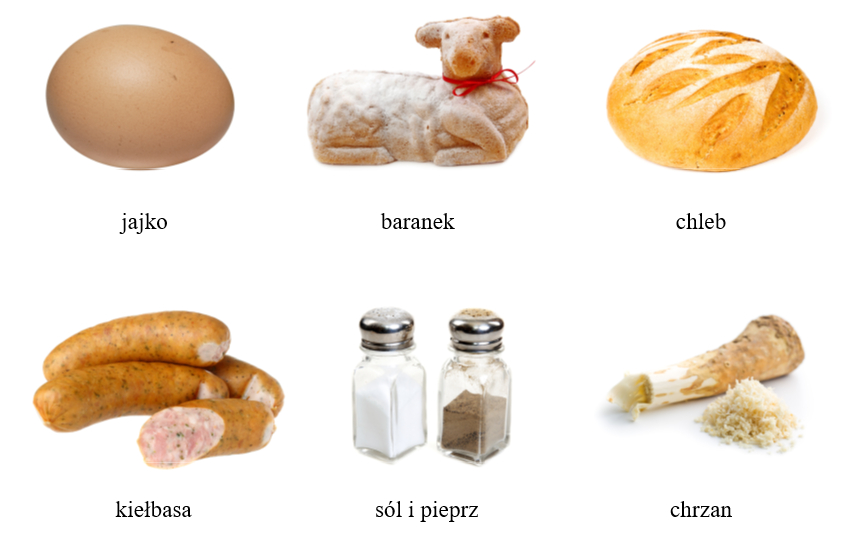 jajko
baranek
chleb
kiełbasa
sól i pieprz
chrzan